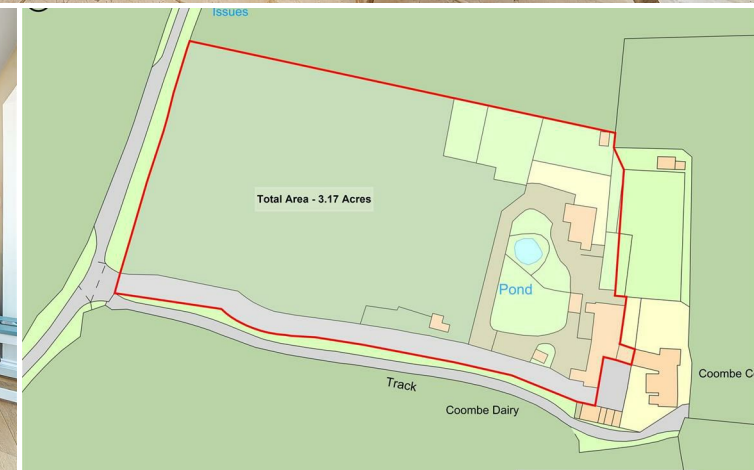 Issues
Total Area - 3.17 Acres
Pond
Track
Coombe Dairy
Coombe